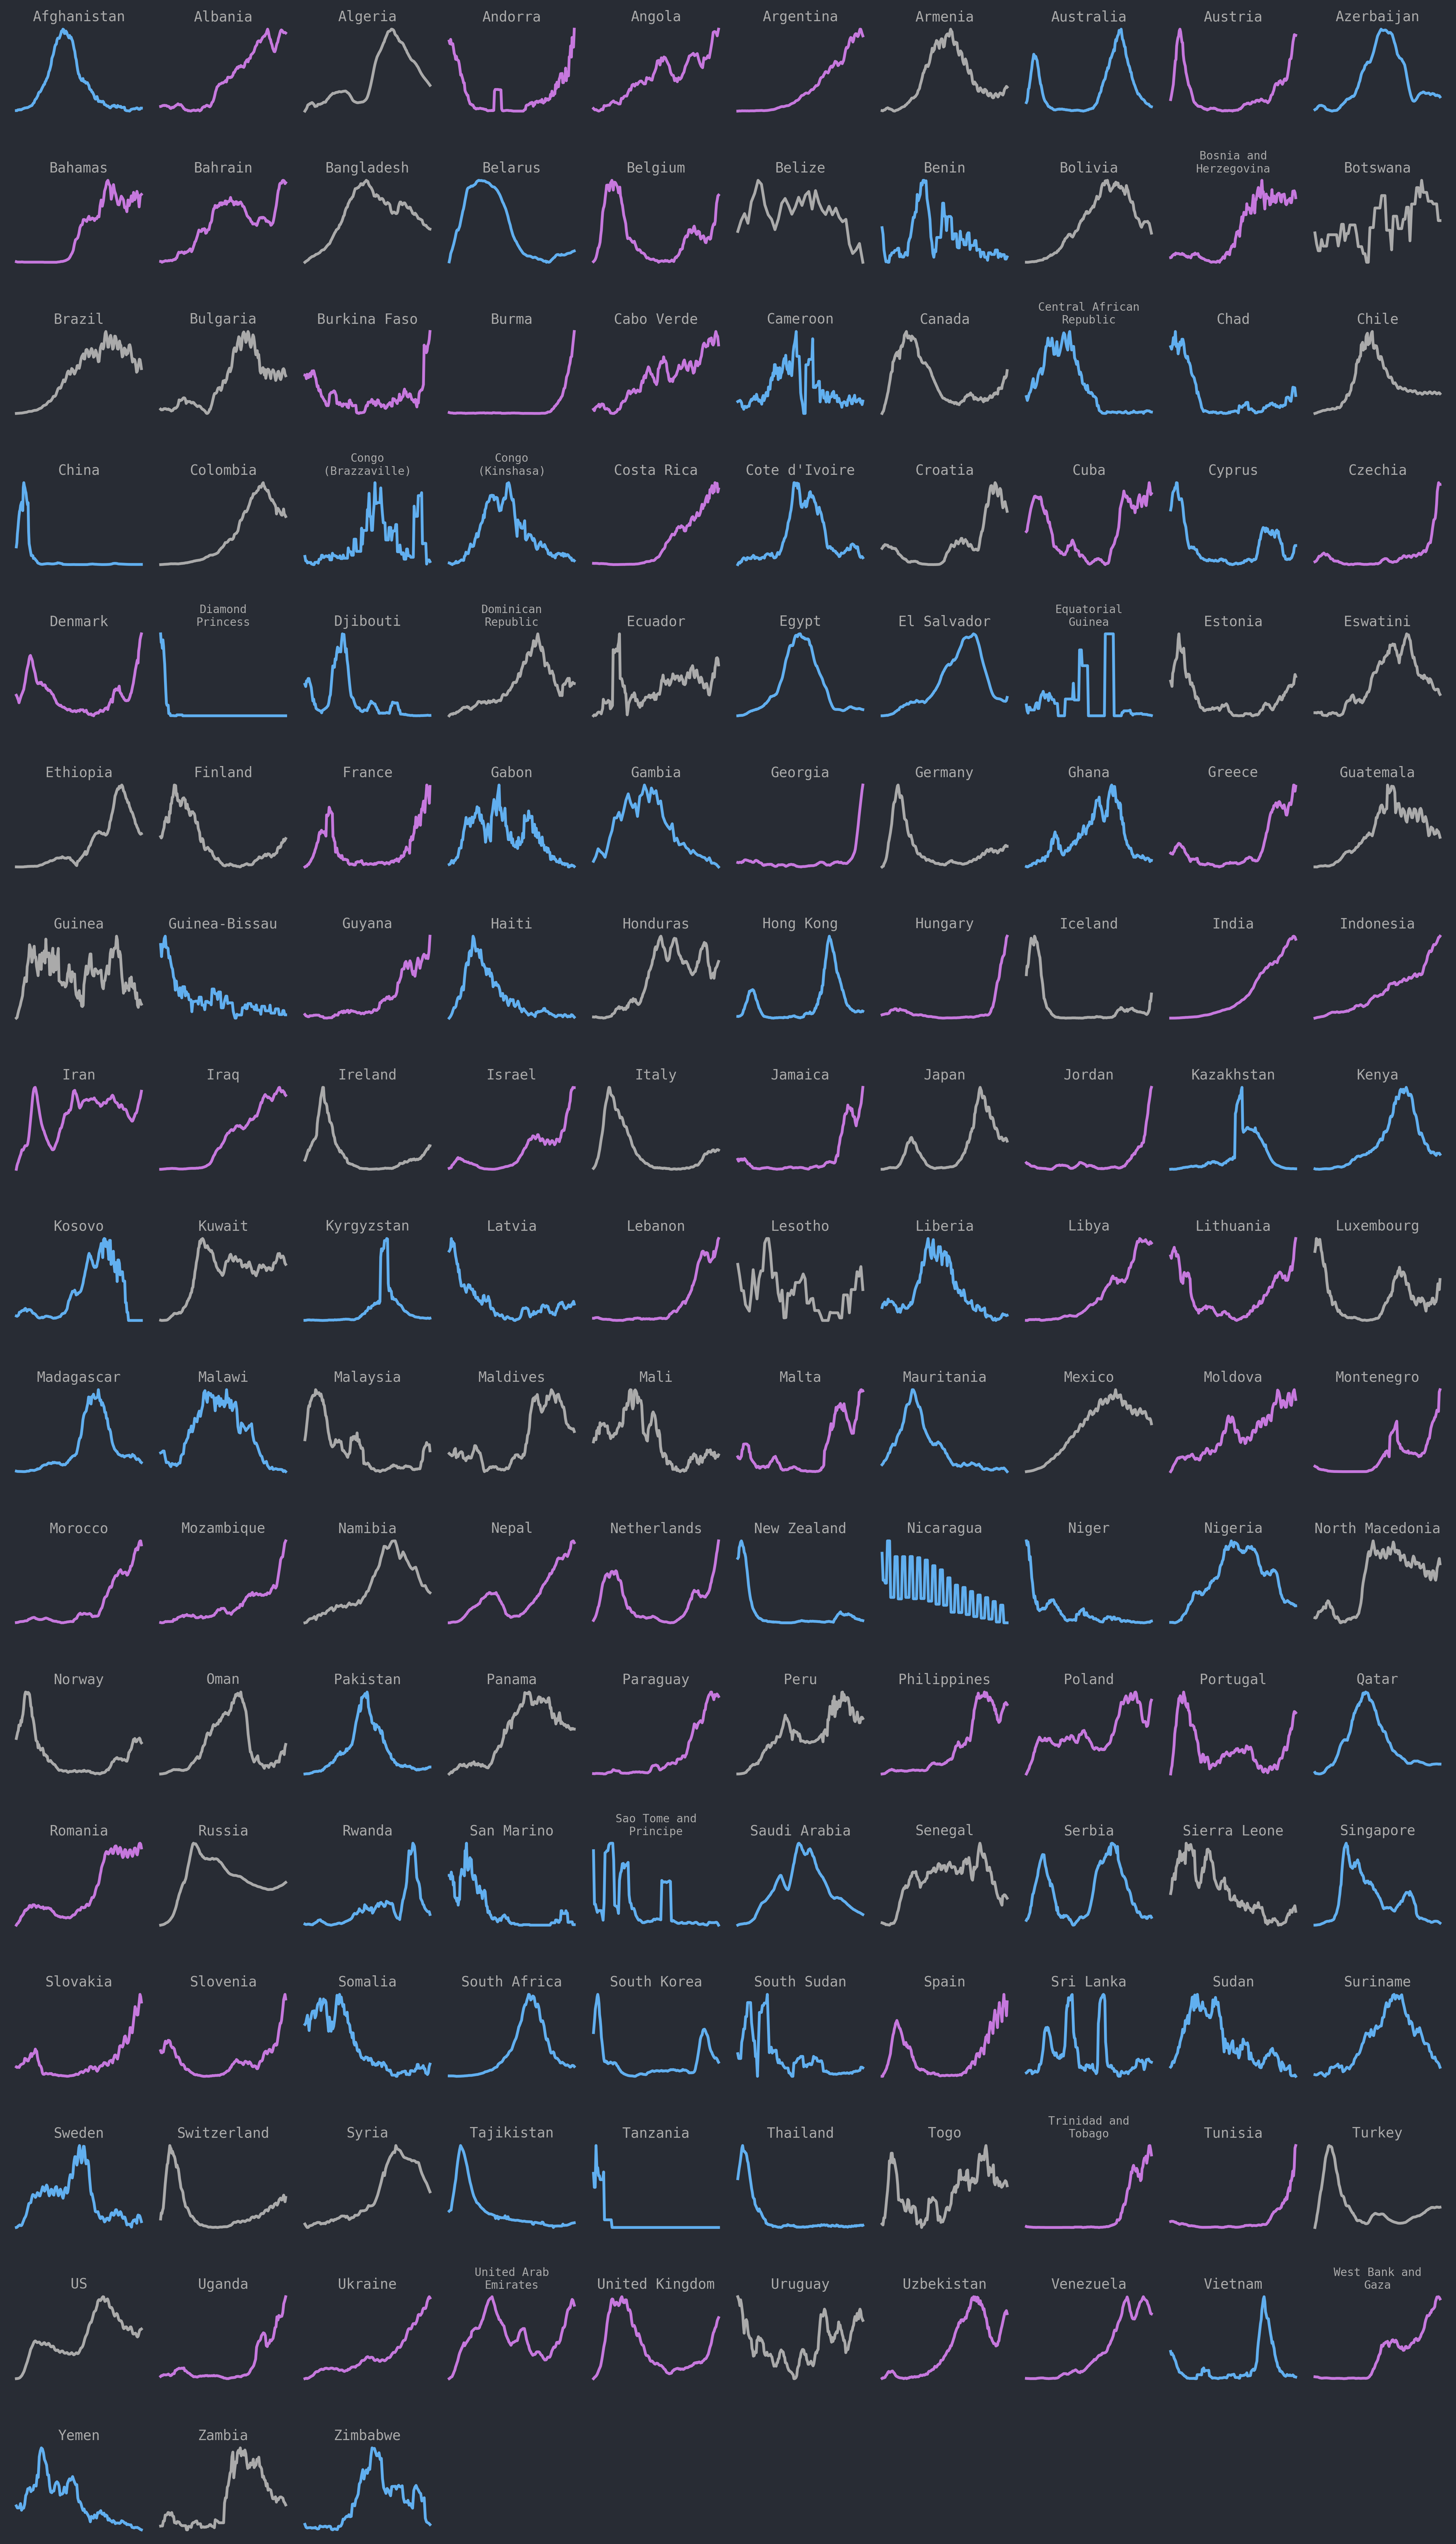 Afghanistan
Albania
Algeria
Andorra
Angola
Argentina
Armenia
Australia
Austria
Azerbaijan
Bahamas
Bahrain
Bangladesh
Belarus
Belgium
Belize
Benin
Bolivia
Bosnia and
Herzegovina
Botswana
Brazil
Bulgaria
Burkina Faso
Burma
Cabo Verde
Cameroon
Canada
Central African
Republic
Chad
Chile
China
Colombia
Congo
(Brazzaville)
Congo
(Kinshasa)
Costa Rica
Cote d'Ivoire
Croatia
Cuba
Cyprus
Czechia
Denmark
Diamond
Princess
Djibouti
Dominican
Republic
Ecuador
Egypt
El Salvador
Equatorial
Guinea
Estonia
Eswatini
Ethiopia
Finland
France
Gabon
Gambia
Georgia
Germany
Ghana
Greece
Guatemala
Guinea
Guinea-Bissau
Guyana
Haiti
Honduras
Hong Kong
Hungary
Iceland
India
Indonesia
Iran
Iraq
Ireland
Israel
Italy
Jamaica
Japan
Jordan
Kazakhstan
Kenya
Kosovo
Kuwait
Kyrgyzstan
Latvia
Lebanon
Lesotho
Liberia
Libya
Lithuania
Luxembourg
Madagascar
Malawi
Malaysia
Maldives
Mali
Malta
Mauritania
Mexico
Moldova
Montenegro
Morocco
Mozambique
Namibia
Nepal
Netherlands
New Zealand
Nicaragua
Niger
Nigeria
North Macedonia
Norway
Oman
Pakistan
Panama
Paraguay
Peru
Philippines
Poland
Portugal
Qatar
Romania
Russia
Rwanda
San Marino
Sao Tome and
Principe
Saudi Arabia
Senegal
Serbia
Sierra Leone
Singapore
Slovakia
Slovenia
Somalia
South Africa
South Korea
South Sudan
Spain
Sri Lanka
Sudan
Suriname
Sweden
Switzerland
Syria
Tajikistan
Tanzania
Thailand
Togo
Trinidad and
Tobago
Tunisia
Turkey
US
Uganda
Ukraine
United Arab
Emirates
United Kingdom
Uruguay
Uzbekistan
Venezuela
Vietnam
West Bank and
Gaza
Yemen
Zambia
Zimbabwe